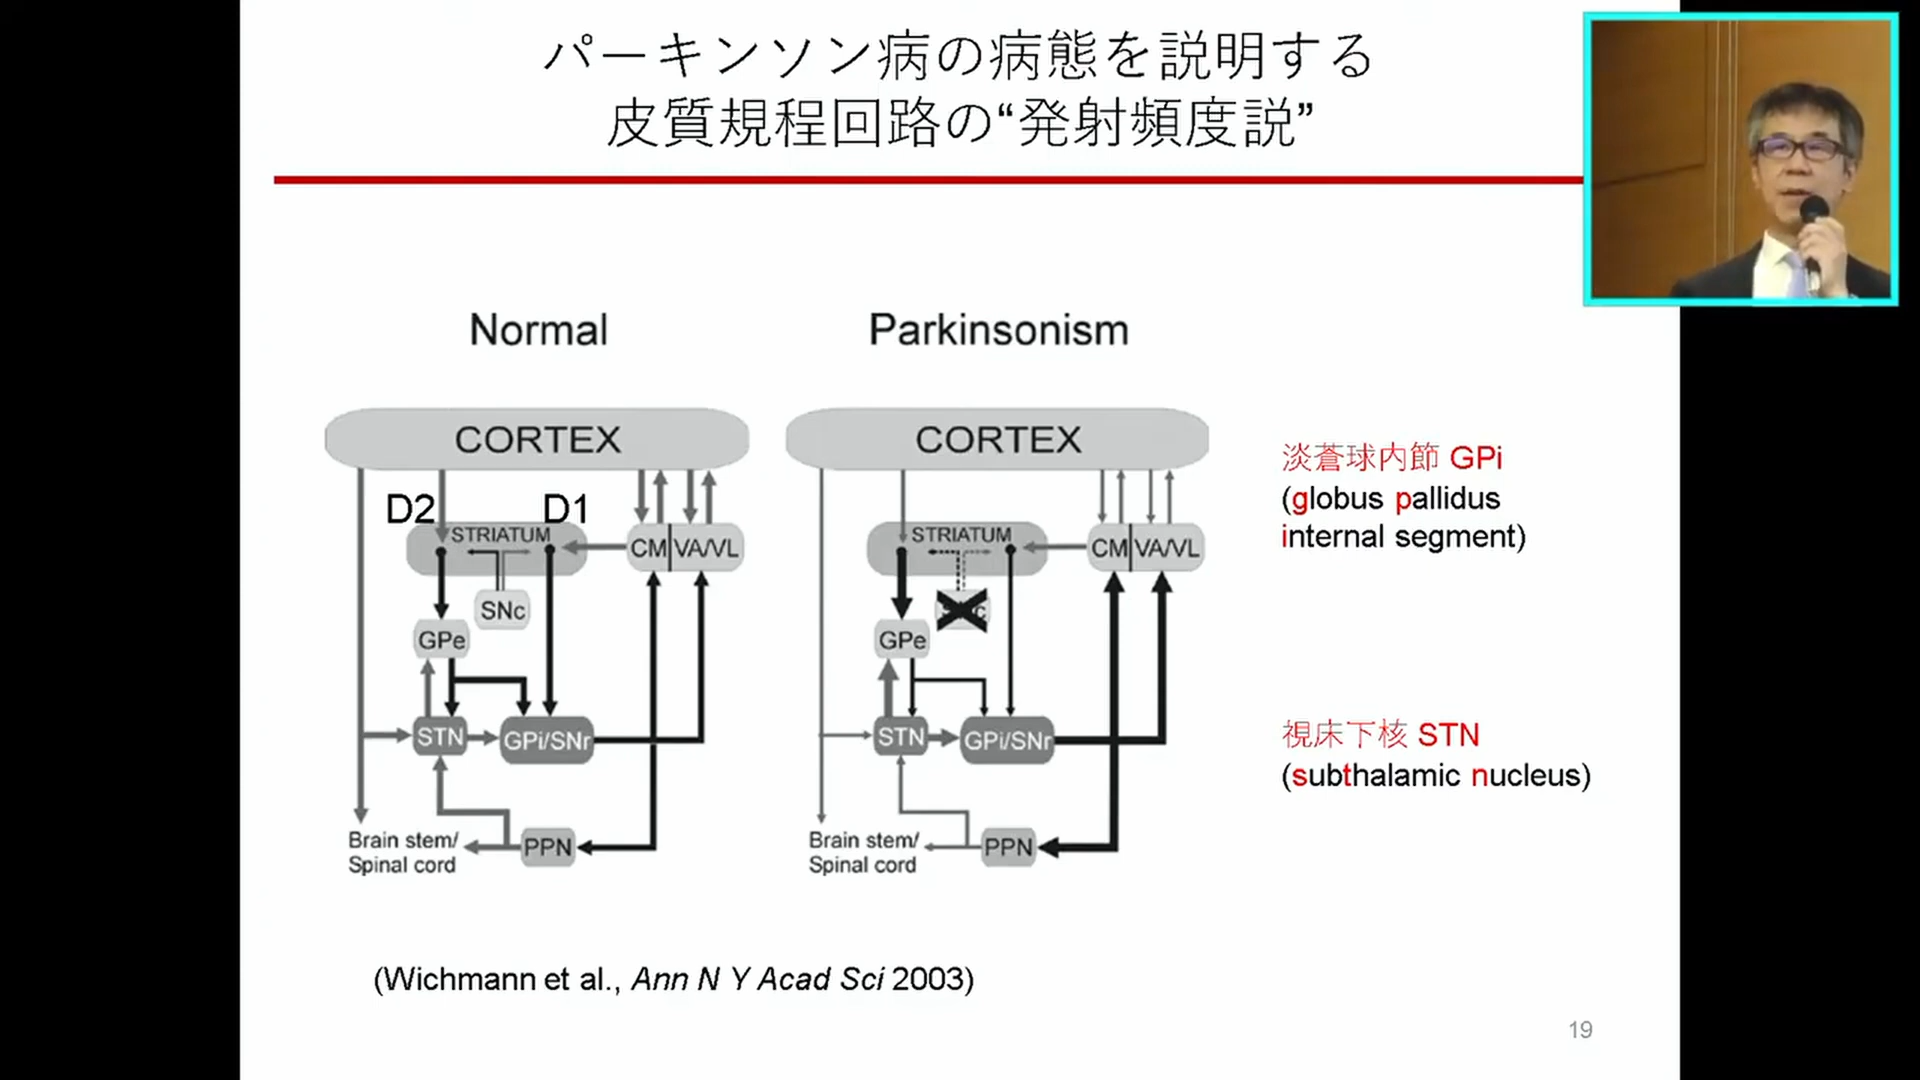 パーキンソン病の病態を説明する
皮質規程回路の“発射頻度説”
Normal
Parkinsonism
CORTEX
D2
D1
STRIATUM
CM
VA/VL
SNc
GPe
STN
GPi/SNr
Brain stem/
Spinal cord
PPN
CORTEX
STRIATUM
CM
VA/VL
GPe
STN
GPi/SNr
Brain stem/
Spinal cord
PPN
淡蒼球内節 GPi
(globus pallidus
internal segment)
視床下核 STN
(subthalamic nucleus)
(Wichmann et al., Ann N Y Acad Sci 2003)
19